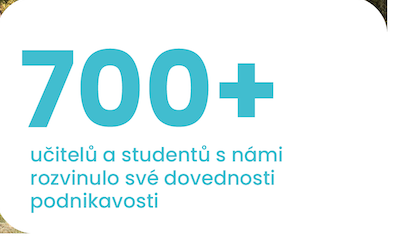 700+
učitelů a studentů s námi
rozvinulo své dovednosti
podnikavosti